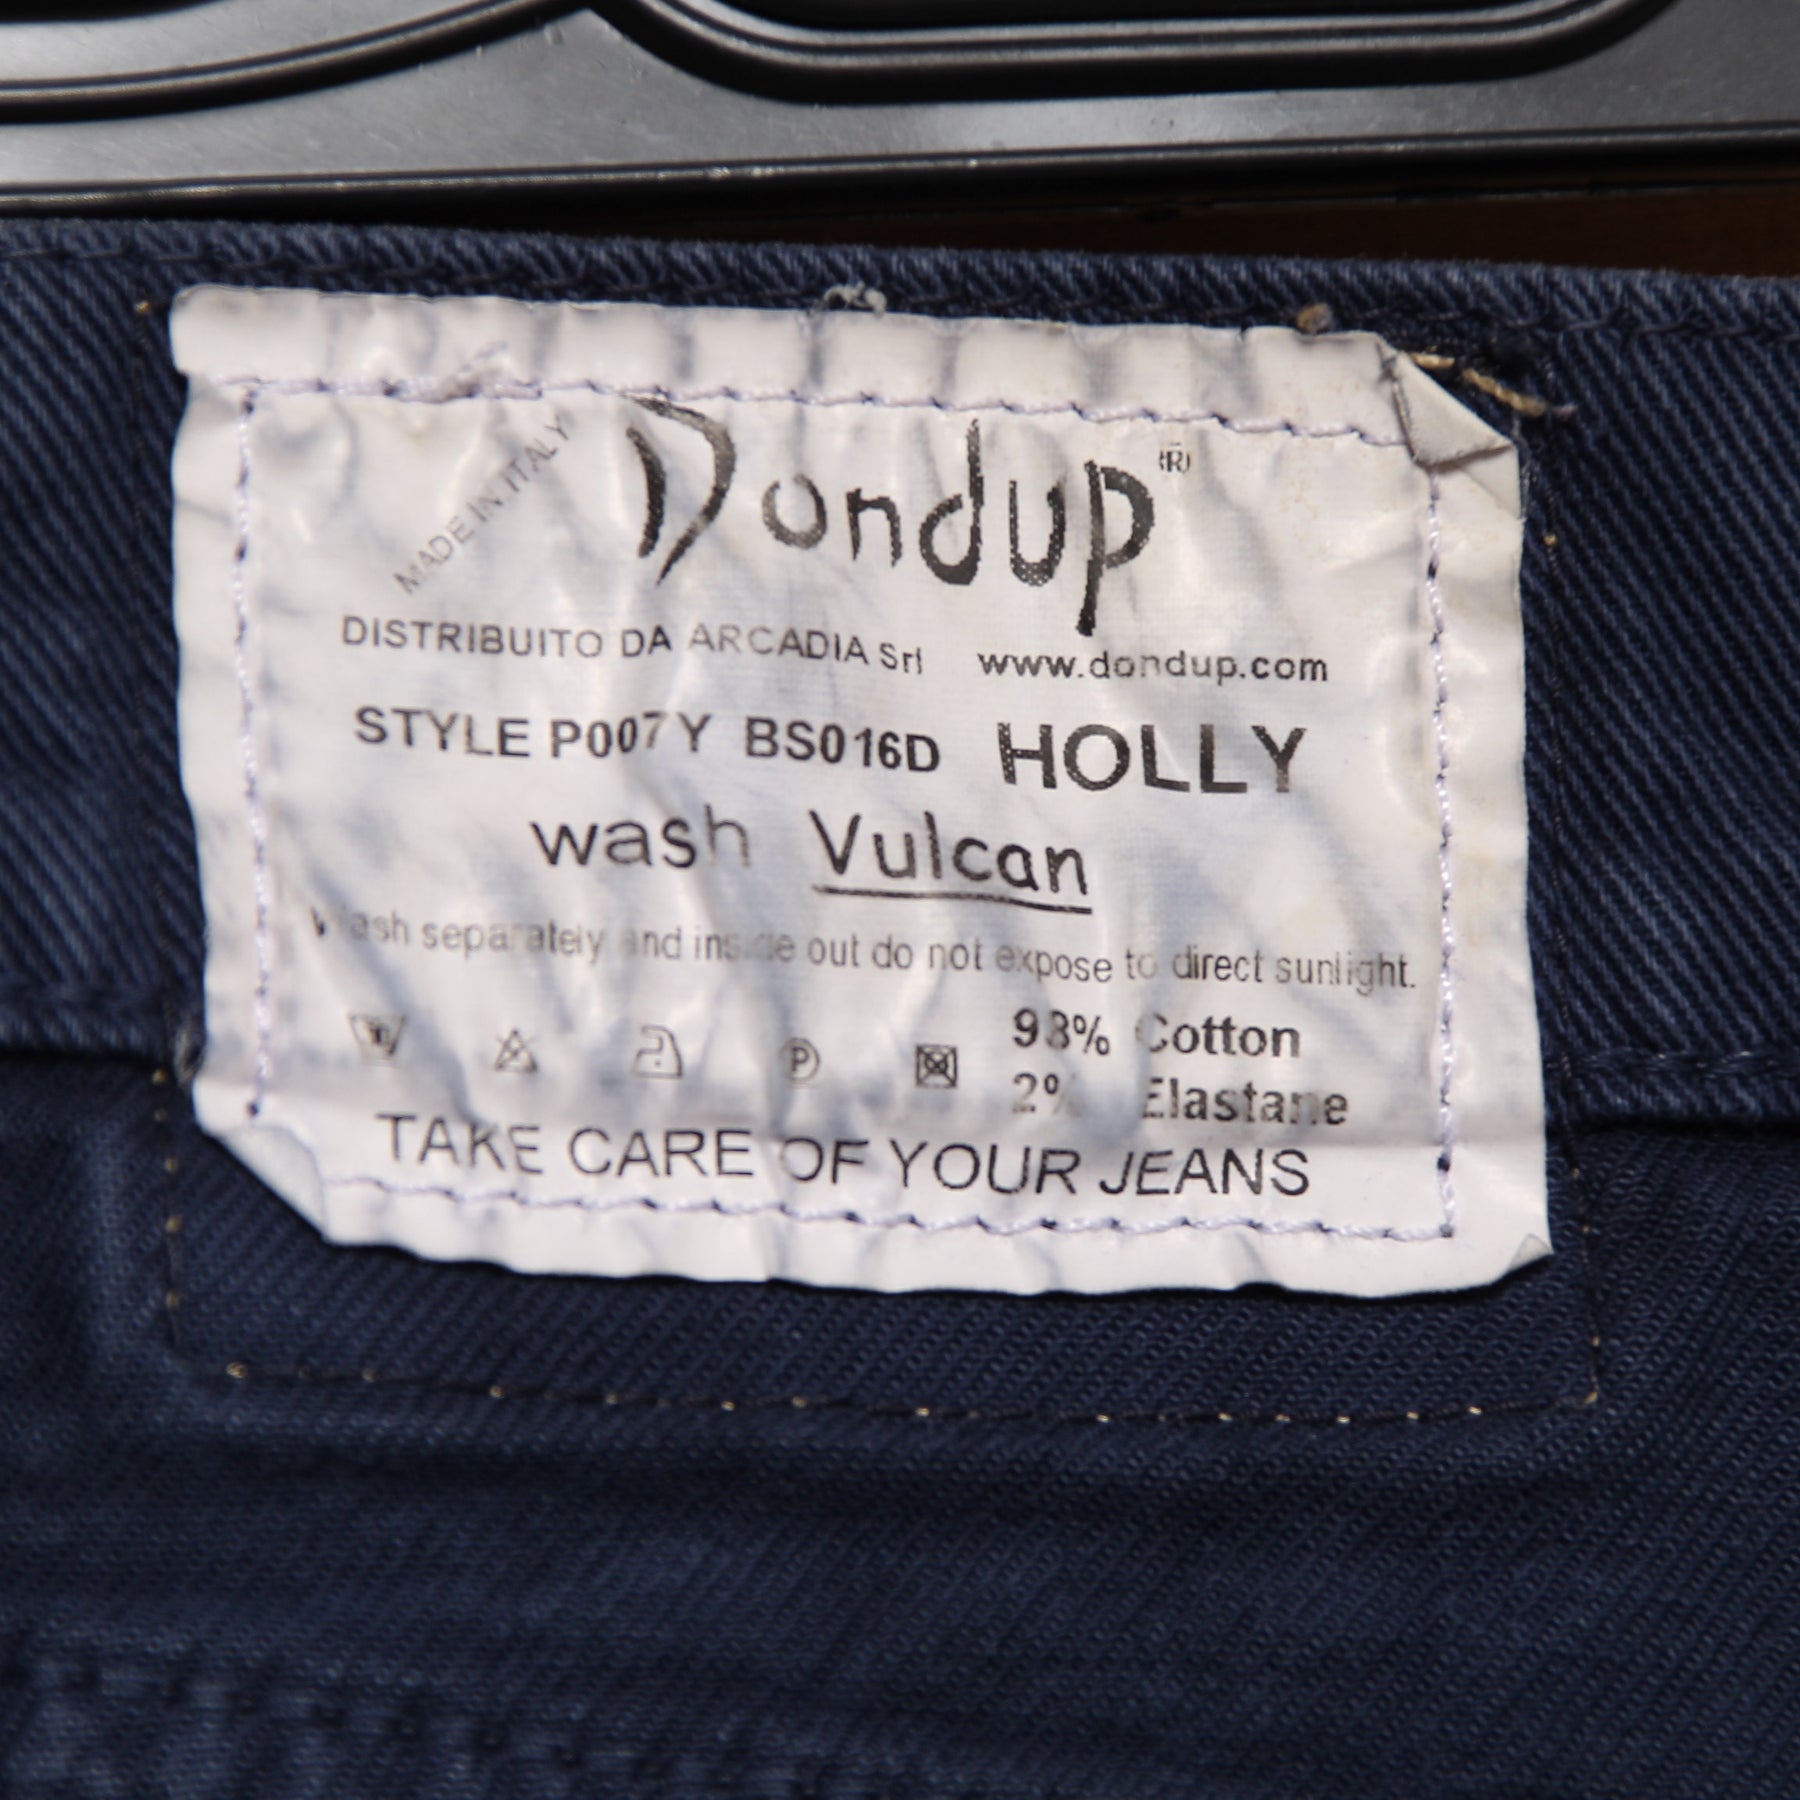 MADE IN ITALY
Dondup (R)
DISTRIBUITO DA ARCADIA Srl www.dondup.com
STYLE P007Y BS016D HOLLY
wash Vulcan
Wash separately and inside out do not expose to direct sunlight.
P 98% Cotton
2% Elastane
TAKE CARE OF YOUR JEANS